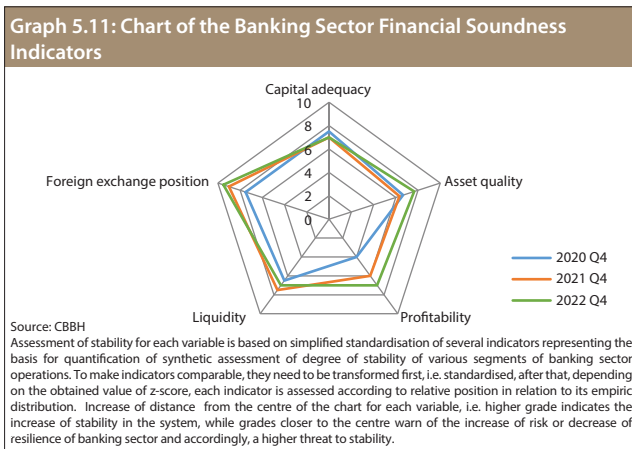 Graph 5.11: Chart of the Banking Sector Financial Soundness
Indicators
Capital adequacy
10
8
6
4
2
0
Foreign exchange position
Asset quality
2020 Q4
2021 Q4
2022 Q4
Liquidity
Profitability
Source: CBBH
Assessment of stability for each variable is based on simplified standardisation of several indicators representing the
basis for quantification of synthetic assessment of degree of stability of various segments of banking sector
operations. To make indicators comparable, they need to be transformed first, i.e. standardised, after that, depending
on the obtained value of z-score, each indicator is assessed according to relative position in relation to its empiric
distribution. Increase of distance from the centre of the chart for each variable, i.e. higher grade indicates the
increase of stability in the system, while grades closer to the centre warn of the increase of risk or decrease of
resilience of banking sector and accordingly, a higher threat to stability.